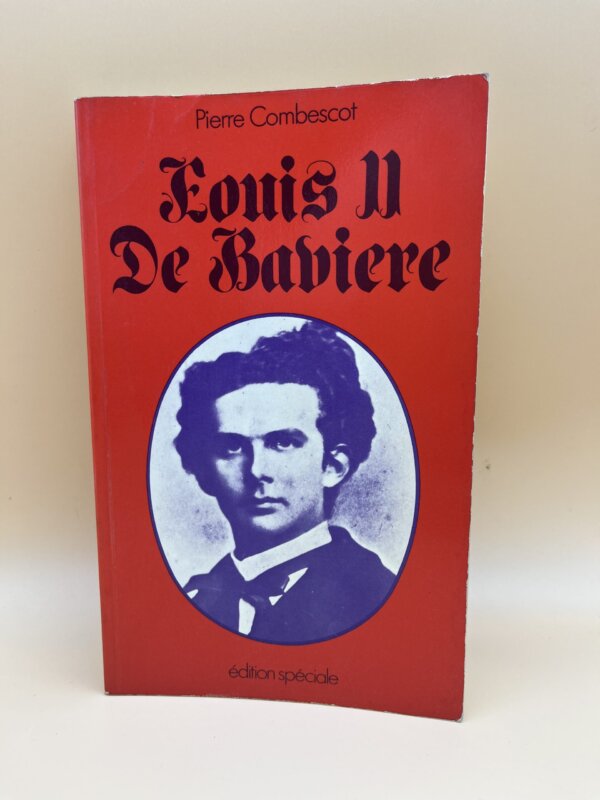 Pierre Combescot
Louis II
De Baviere
édition spéciale